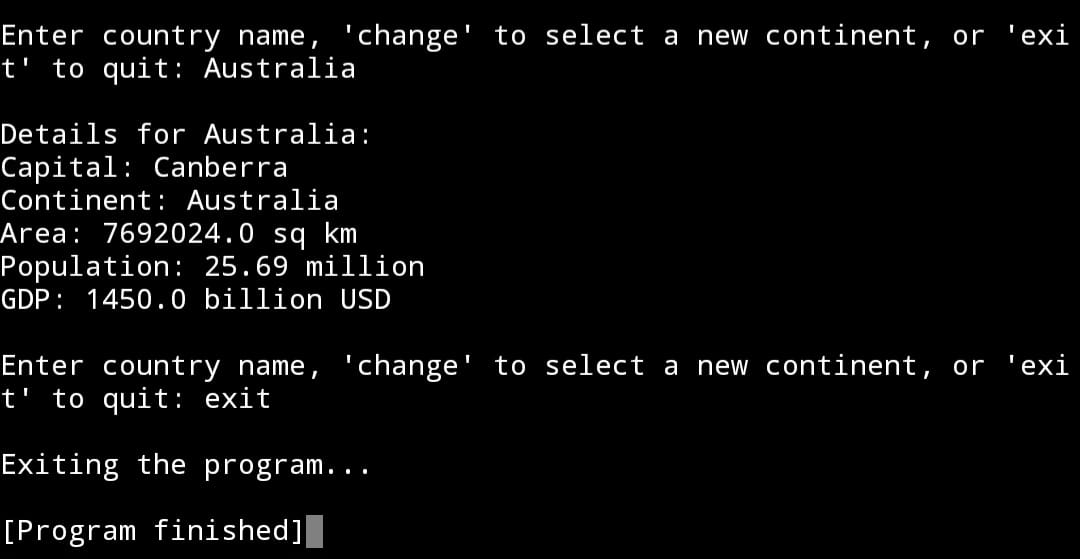 Enter country name, 'change' to select a new continent, or 'exi
t' to quit: Australia
Details for Australia:
Capital: Canberra
Continent: Australia
Area: 7692024.0 sq km
Population: 25.69 million
GDP: 1450.0 billion USD
Enter country name, 'change' to select a new continent, or 'exi
t' to quit: exit
Exiting the program...
[Program finished]